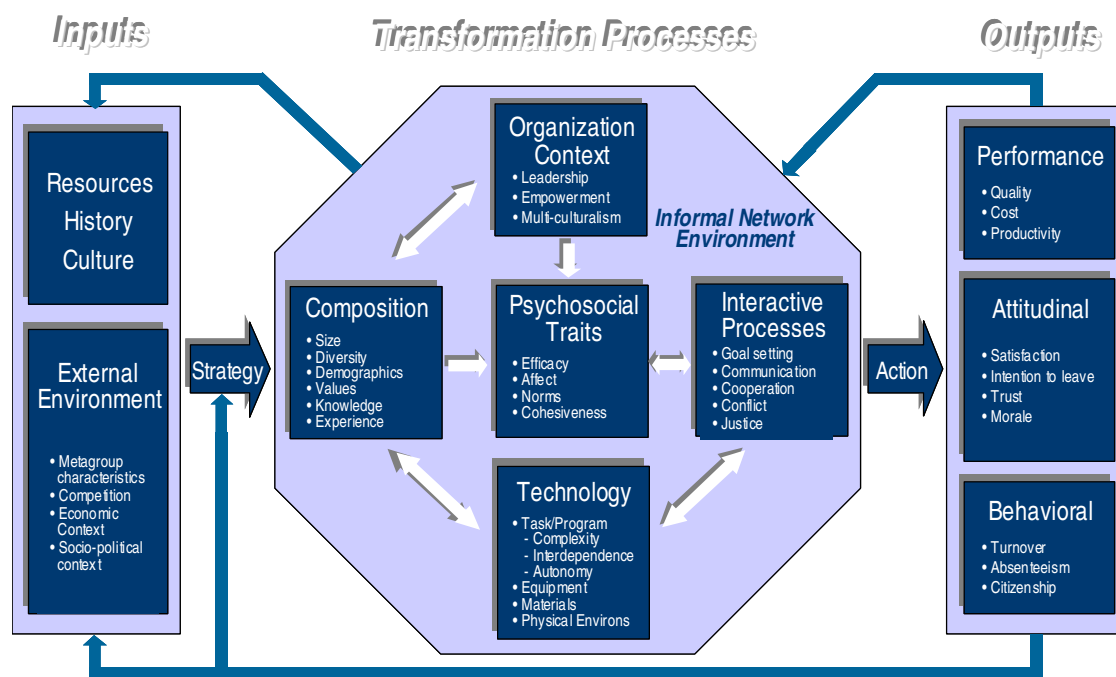 Inputs
Transformation Processes
Outputs
Resources
History
Culture
External
Environment
• Metagroup
characteristics
• Competition
• Economic
Context
• Socio-political
context
Strategy
Organization
Context
• Leadership
• Empowerment
• Multi-culturalism
Informal Network
Environment
Composition
• Size
• Diversity
• Demographics
• Values
• Knowledge
• Experience
Psychosocial
Traits
• Efficacy
• Affect
• Norms
• Cohesiveness
Interactive
Processes
• Goal setting
• Communication
• Cooperation
• Conflict
• Justice
Technology
• Task/Program
- Complexity
- Interdependence
- Autonomy
• Equipment
• Materials
• Physical Environs
Action
Performance
• Quality
• Cost
• Productivity
Attitudinal
• Satisfaction
• Intention to leave
• Trust
• Morale
Behavioral
• Turnover
• Absenteeism
• Citizenship